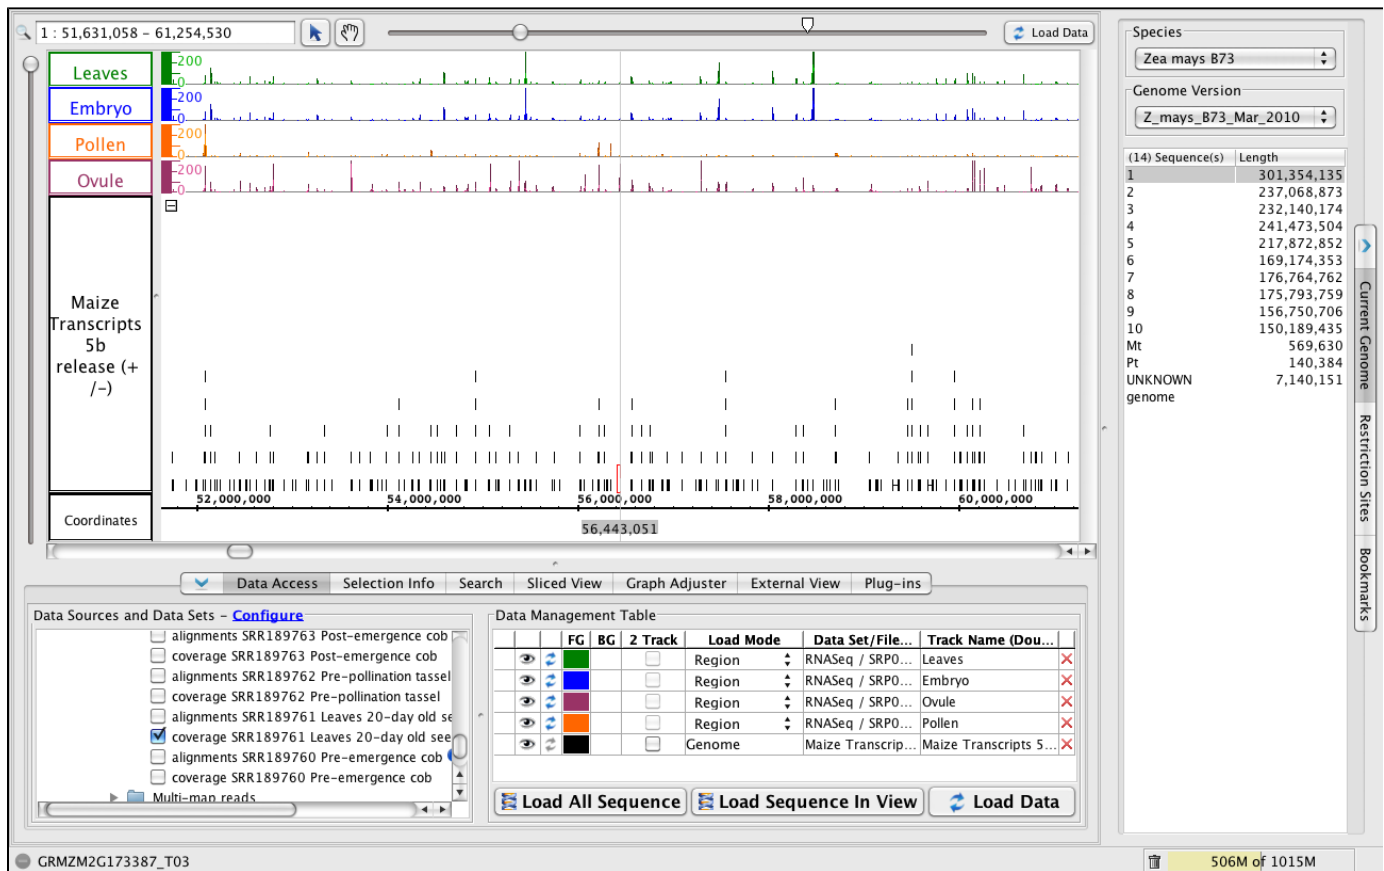 1 : 51,631,058 – 61,254,530
Load Data
Leaves
200
0
Embryo
200
0
Pollen
200
0
Ovule
200
0
Maize
Transcripts
5b
release (+
/-)
52,000,000 54,000,000 56,000,000 58,000,000 60,000,000
Coordinates
56,443,051
Data Access Selection Info Search Sliced View Graph Adjuster External View Plug-ins
Data Sources and Data Sets – Configure
alignments SRR189763 Post-emergence cob
coverage SRR189763 Post-emergence cob
alignments SRR189762 Pre-pollination tassel
coverage SRR189762 Pre-pollination tassel
alignments SRR189761 Leaves 20-day old se
coverage SRR189761 Leaves 20-day old see
alignments SRR189760 Pre-emergence cob
coverage SRR189760 Pre-emergence cob
Multi-map reads
Data Management Table
FG BG 2 Track Load Mode Data Set/File... Track Name (Dou...
Region RNASeq / SRP0... Leaves
Region RNASeq / SRP0... Embryo
Region RNASeq / SRP0... Ovule
Region RNASeq / SRP0... Pollen
Genome Maize Transcrip... Maize Transcripts 5...
Load All Sequence Load Sequence In View Load Data
Species
Zea mays B73
Genome Version
Z_mays_B73_Mar_2010
(14) Sequence(s) Length
1 301,354,135
2 237,068,873
3 232,140,174
4 241,473,504
5 217,872,852
6 169,174,353
7 176,764,762
8 175,793,759
9 156,750,706
10 150,189,435
Mt 569,630
Pt 140,384
UNKNOWN 7,140,151
genome
Current Genome
Restriction Sites
Bookmarks
GRMZM2G173387_T03
506M of 1015M